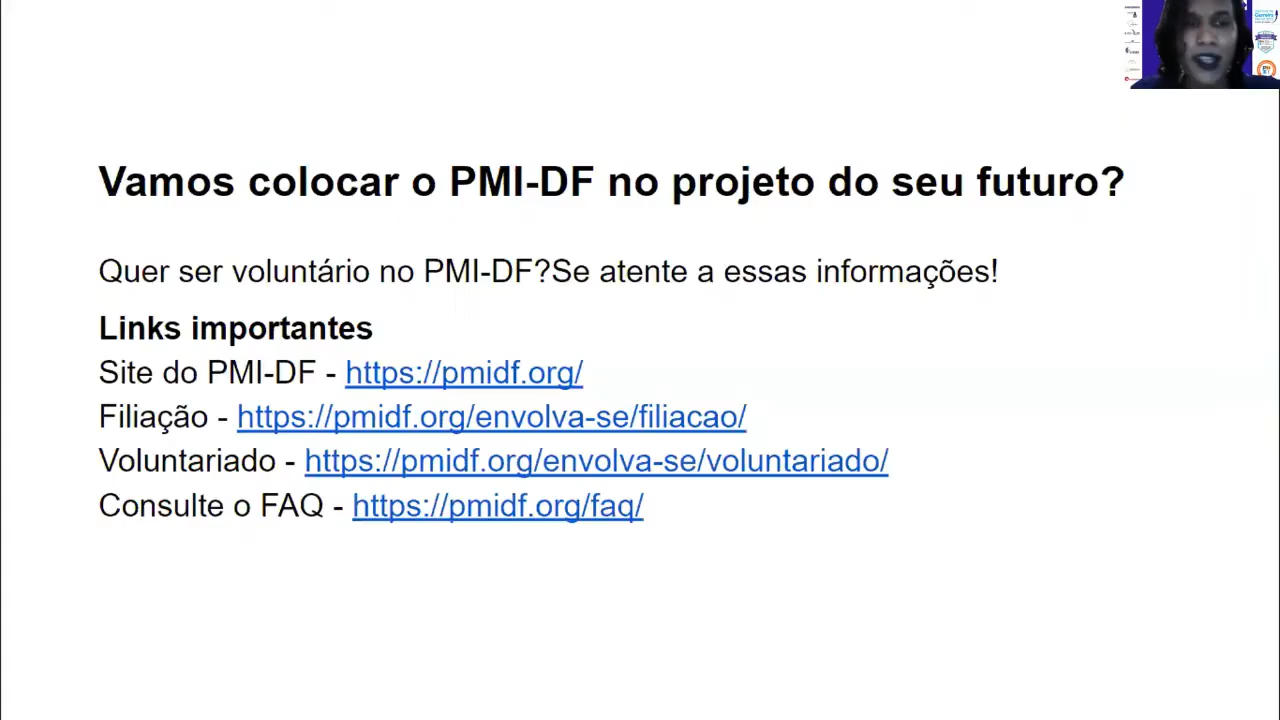 Vamos colocar o PMI-DF no projeto do seu futuro?
Quer ser voluntário no PMI-DF?Se atente a essas informações!
Links importantes
Site do PMI-DF - https://pmidf.org/
Filiação - https://pmidf.org/envolva-se/filiacao/
Voluntariado - https://pmidf.org/envolva-se/voluntariado/
Consulte o FAQ - https://pmidf.org/faq/